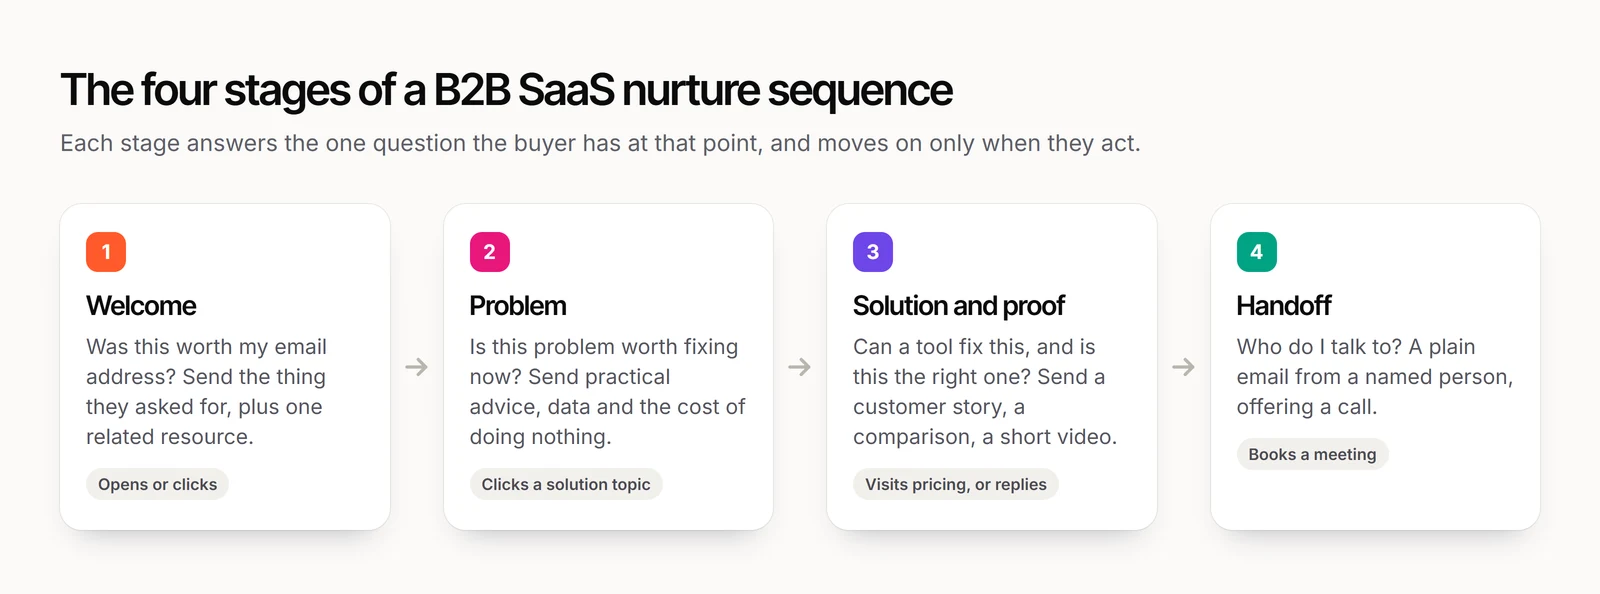 The four stages of a B2B SaaS nurture sequence
Each stage answers the one question the buyer has at that point, and moves on only when they act.
1
Welcome
Was this worth my email
address? Send the thing
they asked for, plus one
related resource.
Opens or clicks
2
Problem
Is this problem worth fixing
now? Send practical
advice, data and the cost of
doing nothing.
Clicks a solution topic
3
Solution and proof
Can a tool fix this, and is
this the right one? Send a
customer story, a
comparison, a short video.
Visits pricing, or replies
4
Handoff
Who do I talk to? A plain
email from a named person,
offering a call.
Books a meeting